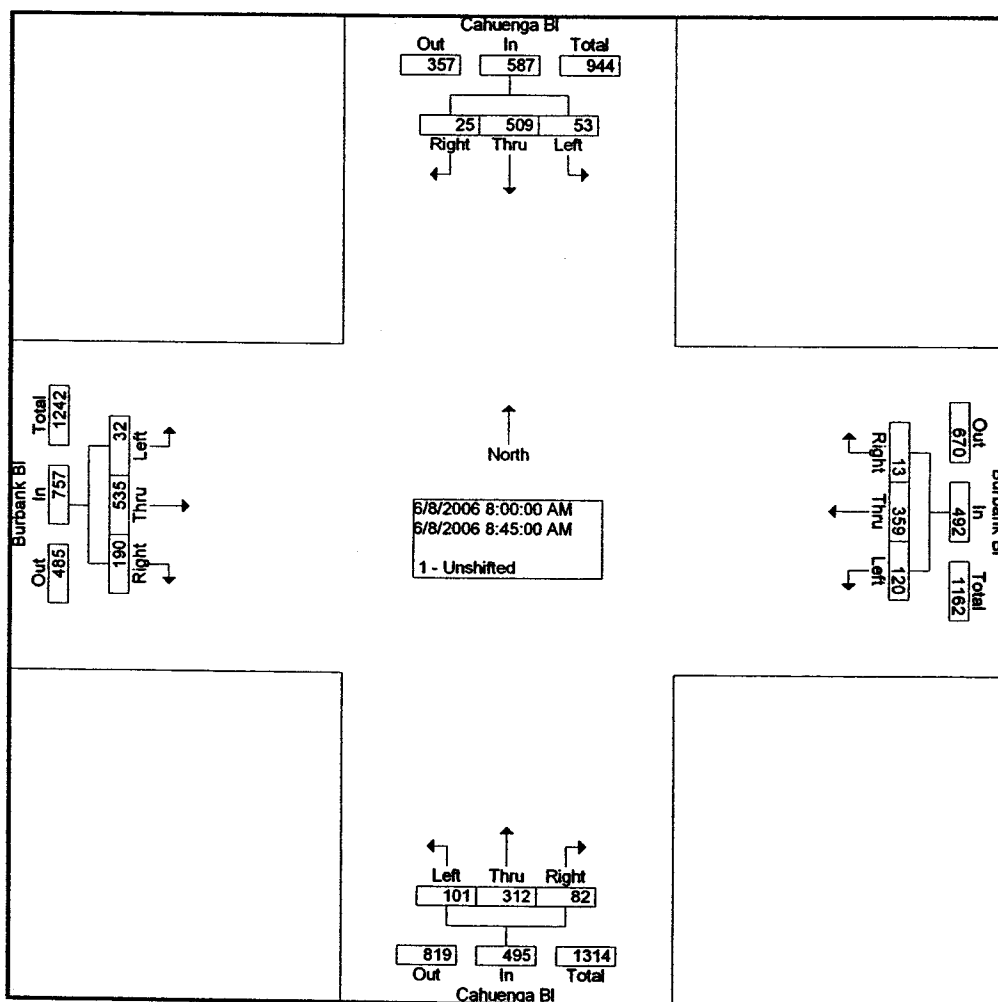 Cahuenga Bl
Out In Total
357 587 944
25 509 53
Right Thru Left
Burbank Bl
Total In Out
1242 757 485
32 535 190
Left Thru Right
North
6/8/2006 8:00:00 AM
6/8/2006 8:45:00 AM
1 - Unshifted
Right Thru Left
13 359 120
Out In Total
670 492 1162
Burbank Bl
Left Thru Right
101 312 82
819 495 1314
Out In Total
Cahuenga Bl